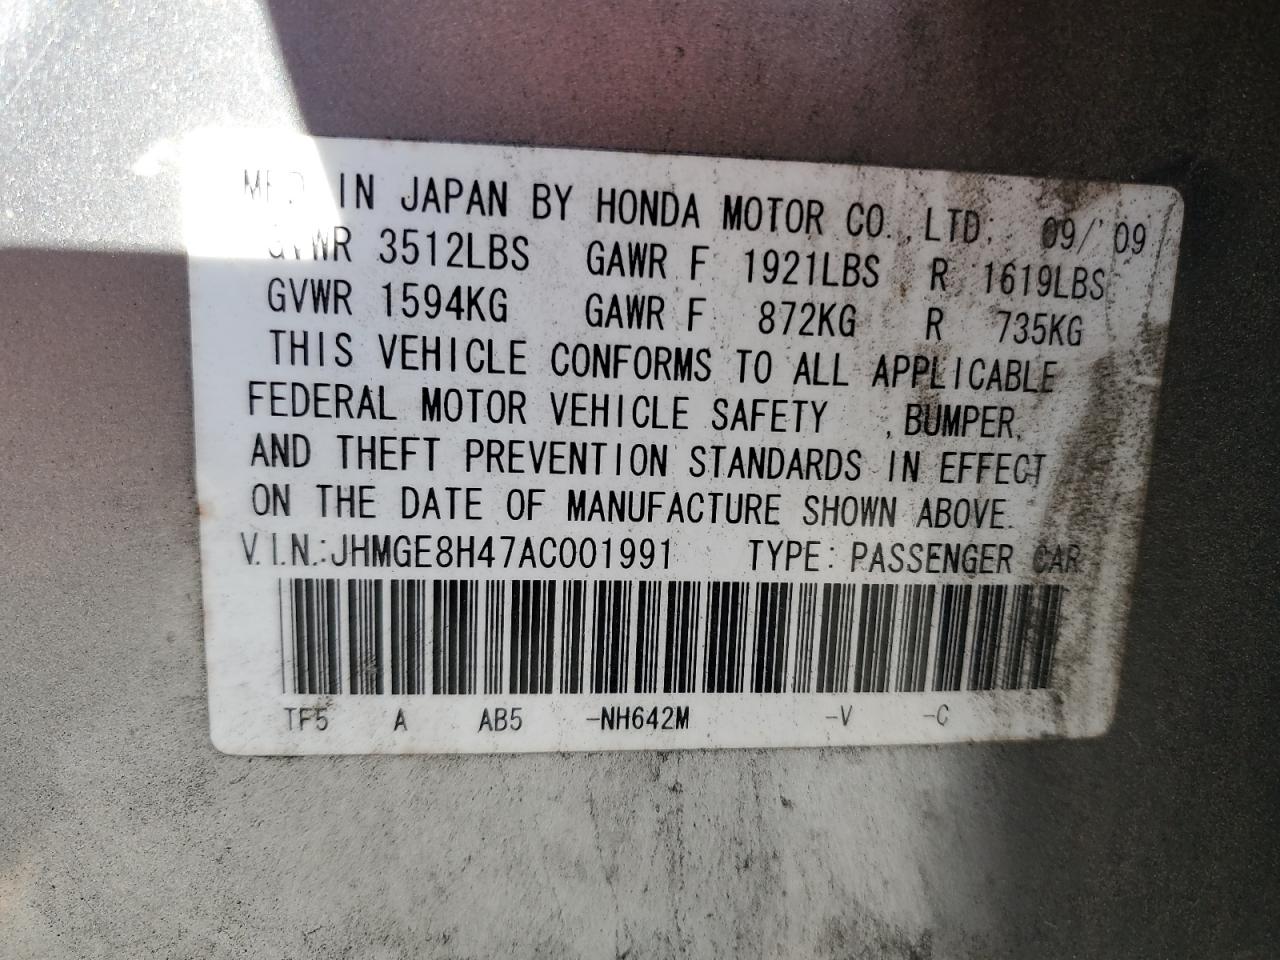 MFD. IN JAPAN BY HONDA MOTOR CO., LTD. 09/'09
GVWR 3512LBS GAWR F 1921LBS R 1619LBS
GVWR 1594KG GAWR F 872KG R 735KG
THIS VEHICLE CONFORMS TO ALL APPLICABLE
FEDERAL MOTOR VEHICLE SAFETY , BUMPER,
AND THEFT PREVENTION STANDARDS IN EFFECT
ON THE DATE OF MANUFACTURE SHOWN ABOVE.
V.I.N.:JHMGE8H47AC001991 TYPE: PASSENGER CAR
TF5 A AB5 -NH642M -V -C